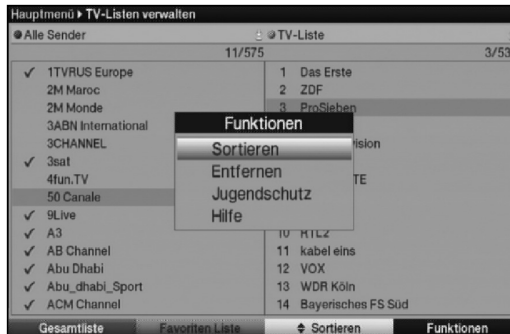 Hauptmenü ▸ TV-Listen verwalten
Alle Sender
TV-Liste
11/575
3/53
✓ 1TVRUS Europe
2M Maroc
2M Monde
3ABN International
3CHANNEL
✓ 3sat
4fun.TV
50 Canale
✓ 9Live
✓ A3
✓ AB Channel
✓ Abu Dhabi
✓ Abu_dhabi_Sport
✓ ACM Channel
1 Das Erste
2 ZDF
3 ProSieben
Funktionen
Sortieren
Entfernen
Jugendschutz
Hilfe
10 RTL2
11 kabel eins
12 VOX
13 WDR Köln
14 Bayerisches FS Süd
Gesamtliste
Favoriten Liste
Sortieren
Funktionen